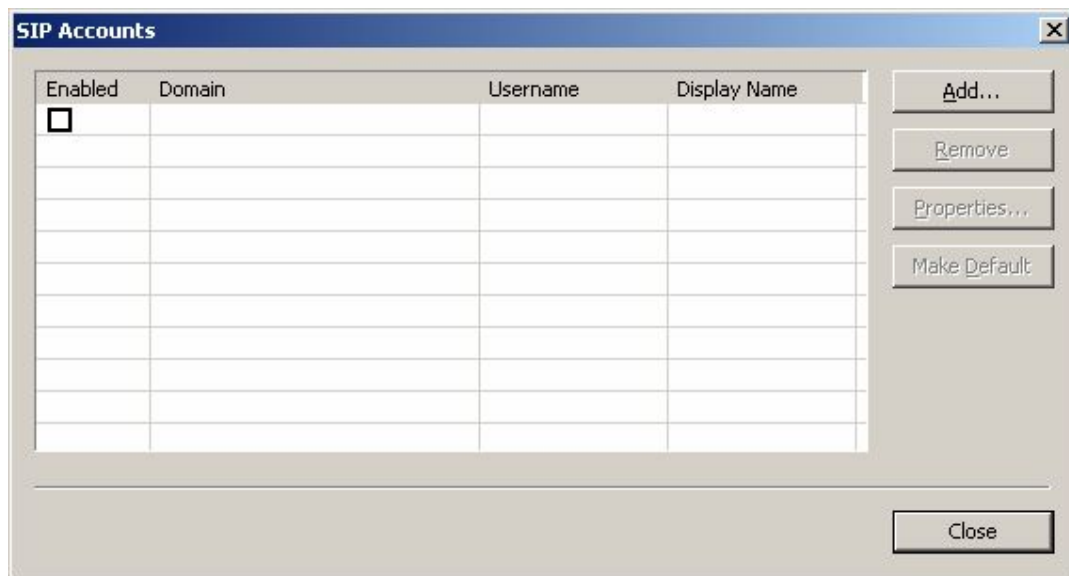 SIP Accounts
Enabled Domain Username Display Name
Add...
Remove
Properties...
Make Default
Close